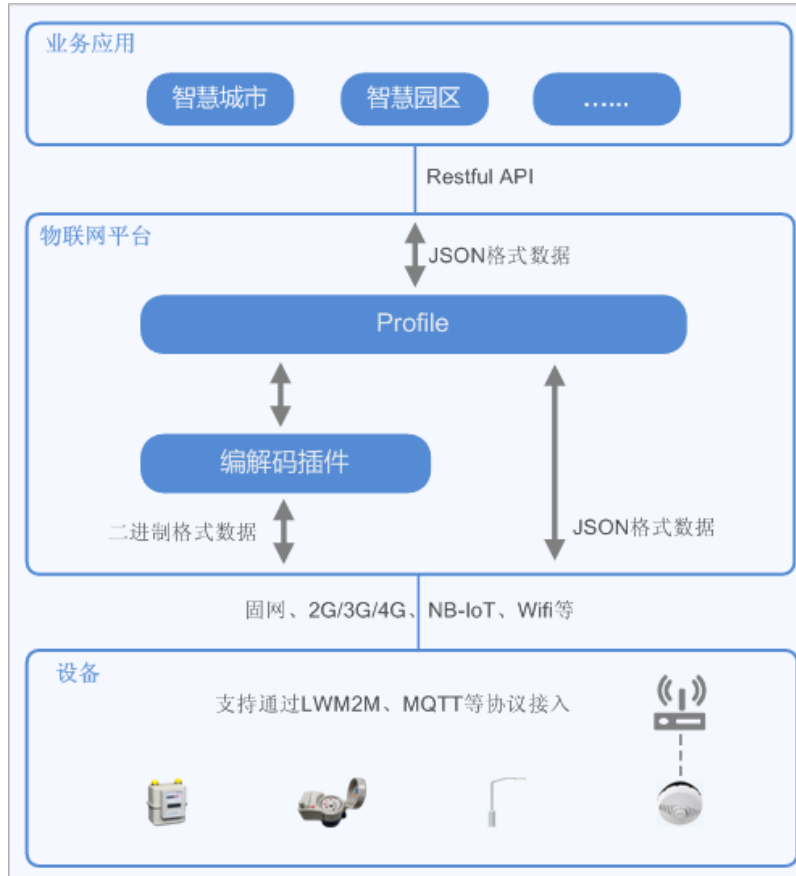 业务应用
智慧城市
智慧园区
......
Restful API
物联网平台
JSON格式数据
Profile
编解码插件
二进制格式数据
JSON格式数据
固网、2G/3G/4G、NB-IoT、Wifi等
设备
支持通过LWM2M、MQTT等协议接入